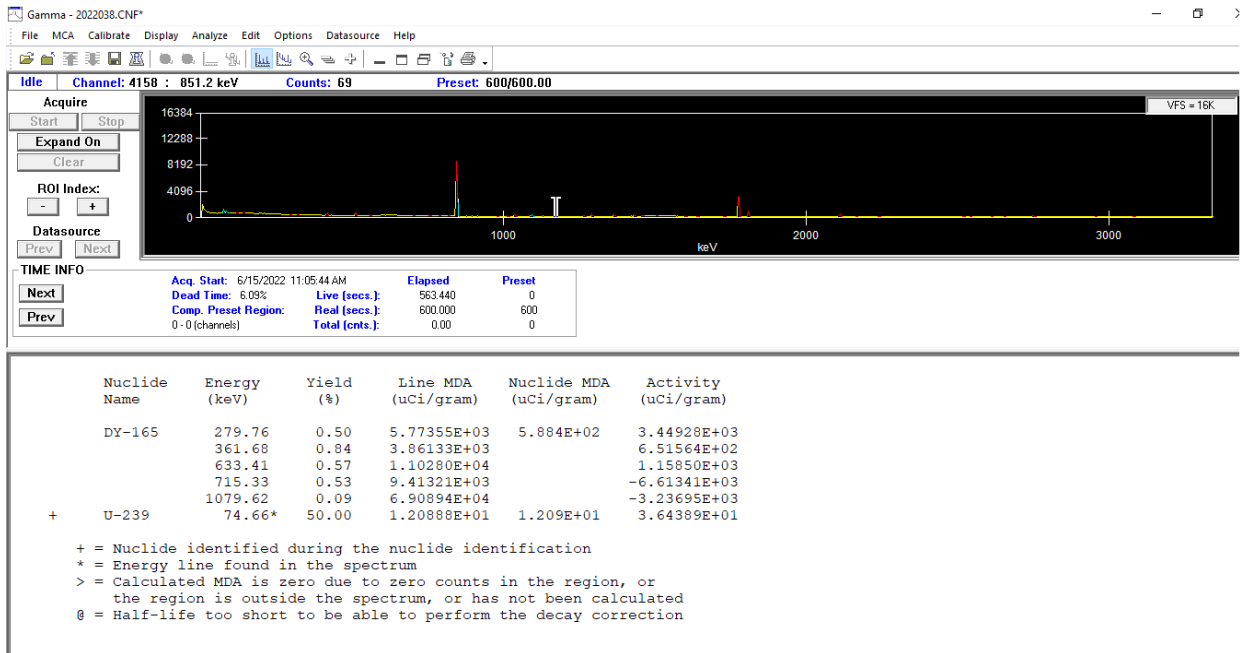 Gamma - 2022038.CNF*
File MCA Calibrate Display Analyze Edit Options Datasource Help
Idle Channel: 4158 : 851.2 keV Counts: 69 Preset: 600/600.00
Acquire
Start Stop
Expand On
Clear
ROI Index:
- +
Datasource
Prev Next
VFS = 16K
16384
12288
8192
4096
0
1000 2000 3000
keV
TIME INFO
Next
Prev
Acq. Start: 6/15/2022 11:05:44 AM Elapsed Preset
Dead Time: 6.09% Live (secs.): 563.440 0
Comp. Preset Region: Real (secs.): 600.000 600
0 - 0 (channels) Total (cnts.): 0.00 0
Nuclide Energy Yield Line MDA Nuclide MDA Activity
Name (keV) (%) (uCi/gram) (uCi/gram) (uCi/gram)
DY-165 279.76 0.50 5.77355E+03 5.884E+02 3.44928E+03
361.68 0.84 3.86133E+03 6.51564E+02
633.41 0.57 1.10280E+04 1.15850E+03
715.33 0.53 9.41321E+03 -6.61341E+03
1079.62 0.09 6.90894E+04 -3.23695E+03
+ U-239 74.66* 50.00 1.20888E+01 1.209E+01 3.64389E+01
+ = Nuclide identified during the nuclide identification
* = Energy line found in the spectrum
> = Calculated MDA is zero due to zero counts in the region, or
the region is outside the spectrum, or has not been calculated
@ = Half-life too short to be able to perform the decay correction